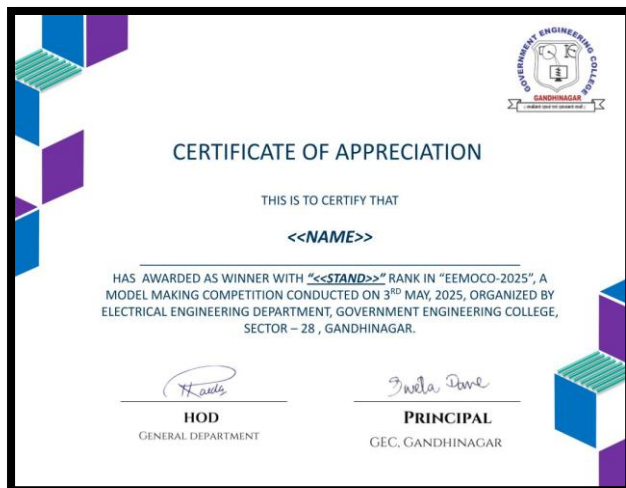 GOVERNMENT ENGINEERING COLLEGE
GANDHINAGAR
CERTIFICATE OF APPRECIATION
THIS IS TO CERTIFY THAT
<<NAME>>
HAS AWARDED AS WINNER WITH "<<STAND>>" RANK IN "EEMOCO-2025", A
MODEL MAKING COMPETITION CONDUCTED ON 3RD MAY, 2025, ORGANIZED BY
ELECTRICAL ENGINEERING DEPARTMENT, GOVERNMENT ENGINEERING COLLEGE,
SECTOR – 28 , GANDHINAGAR.
Sweta Dave
HOD
PRINCIPAL
GENERAL DEPARTMENT
GEC, GANDHINAGAR